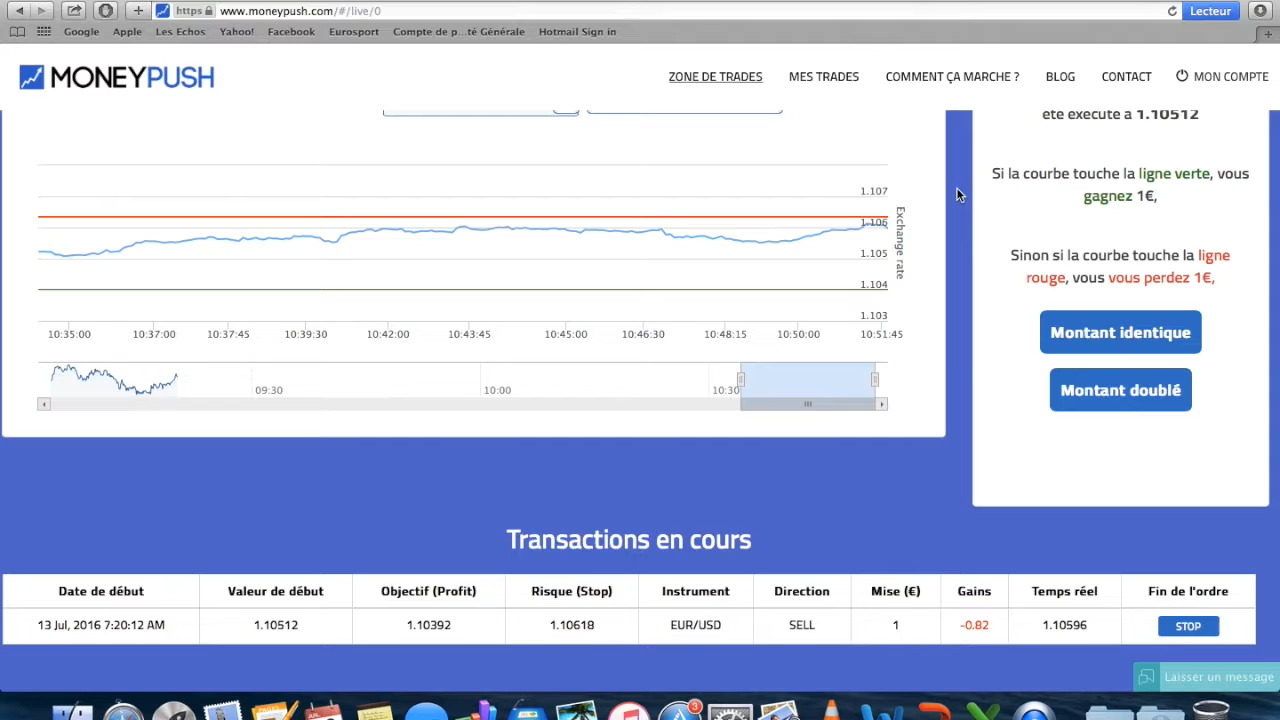 https www.moneypush.com/#/live/0 Lecteur
Google Apple Les Echos Yahoo! Facebook Eurosport Compte de p...té Générale Hotmail Sign in
MONEYPUSH ZONE DE TRADES MES TRADES COMMENT ÇA MARCHE ? BLOG CONTACT MON COMPTE
été exécuté à 1.10512
Si la courbe touche la ligne verte, vous
gagnez 1€,
Sinon si la courbe touche la ligne
rouge, vous vous perdez 1€,
Montant identique
Montant doublé
1.107
1.106
1.105
1.104
1.103
Exchange rate
10:35:00 10:37:00 10:37:45 10:39:30 10:42:00 10:43:45 10:45:00 10:46:30 10:48:15 10:50:00 10:51:45
09:30 10:00 10:30
Transactions en cours
Date de début Valeur de début Objectif (Profit) Risque (Stop) Instrument Direction Mise (€) Gains Temps réel Fin de l'ordre
13 Jul, 2016 7:20:12 AM 1.10512 1.10392 1.10618 EUR/USD SELL 1 -0.82 1.10596 STOP
Laisser un message
3